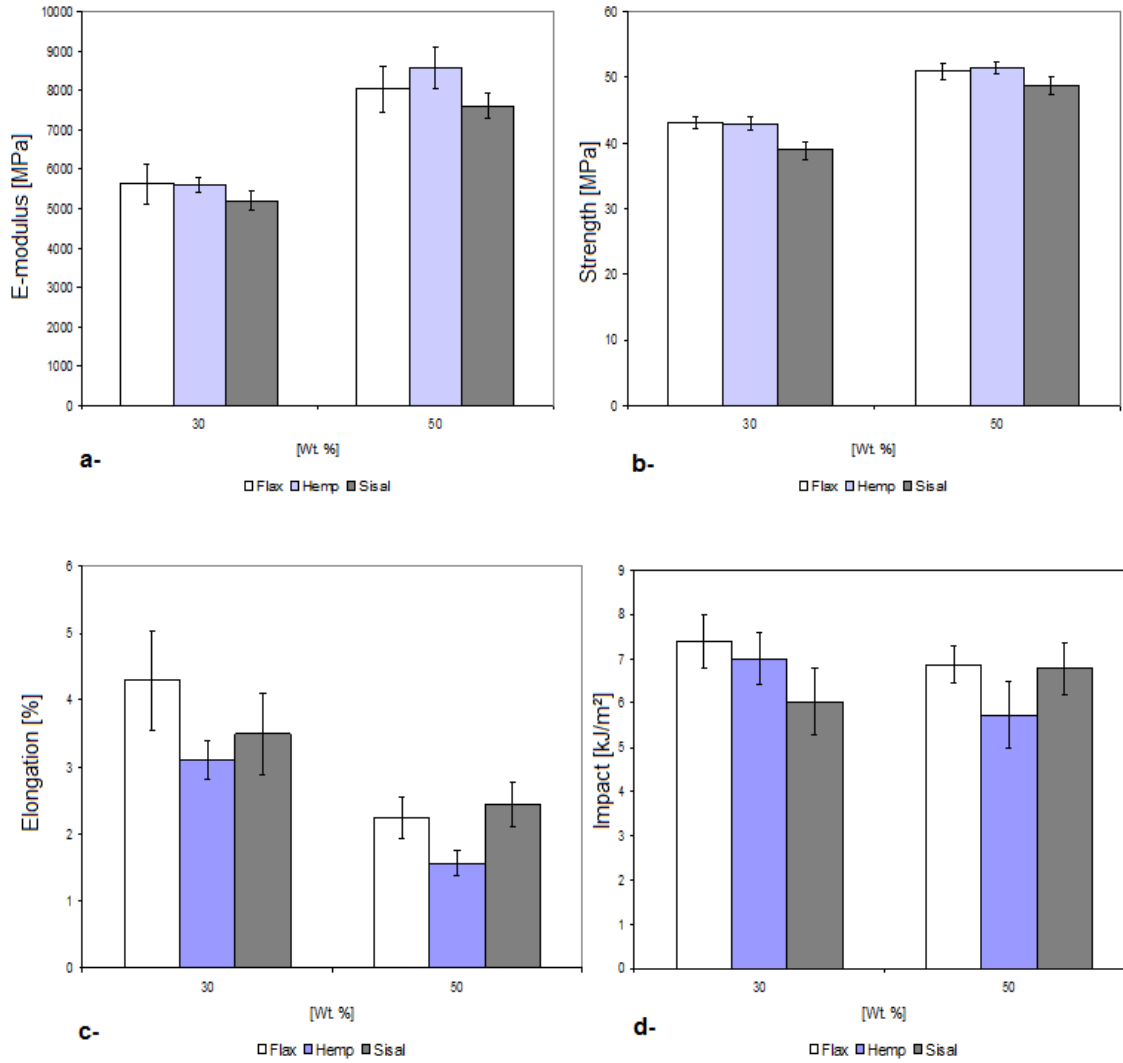 E-modulus [MPa]
10000
9000
8000
7000
6000
5000
4000
3000
2000
1000
0
30
50
[Wt. %]
a-
Flax Hemp Sisal
Strength [MPa]
60
50
40
30
20
10
0
30
50
[Wt. %]
b-
Flax Hemp Sisal
Elongation [%]
6
5
4
3
2
1
0
30
50
[Wt. %]
c-
Flax Hemp Sisal
Impact [kJ/m²]
9
8
7
6
5
4
3
2
1
0
30
50
[Wt. %]
d-
Flax Hemp Sisal